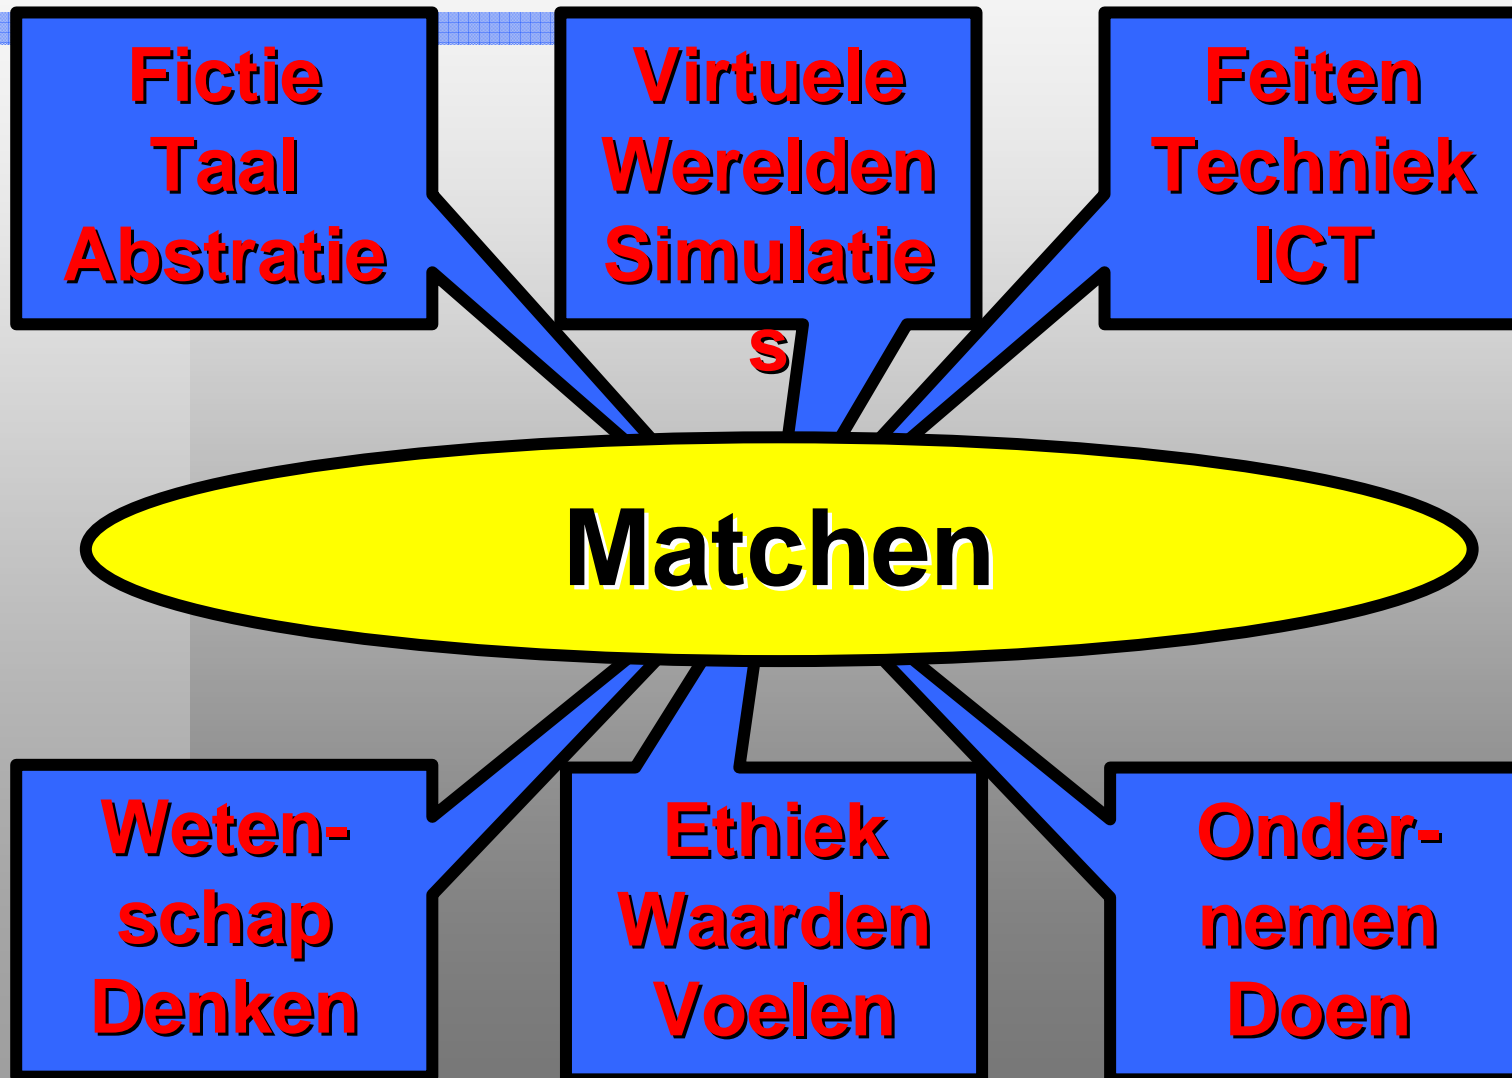 Fictie
Taal
Abstratie
Virtuele
Werelden
Simulatie
s
Feiten
Techniek
ICT
Matchen
Weten-
schap
Denken
Ethiek
Waarden
Voelen
Onder-
nemen
Doen